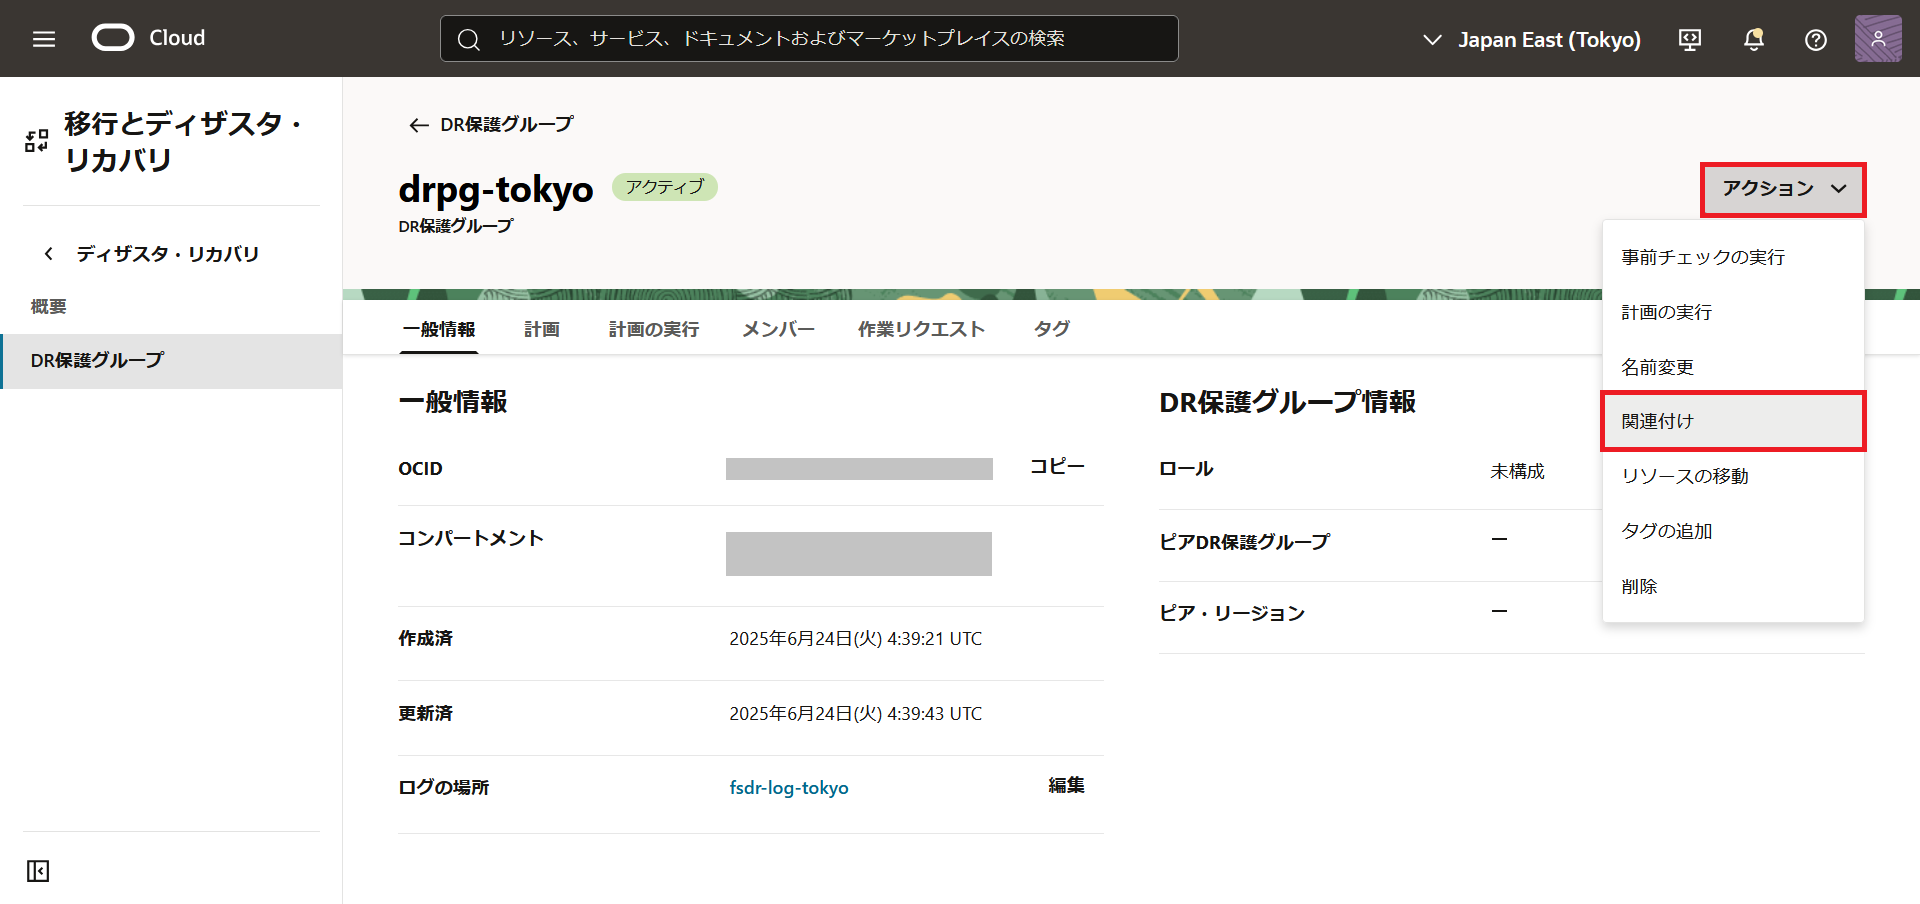 Cloud
リソース、サービス、ドキュメントおよびマーケットプレイスの検索
Japan East (Tokyo)
移行とディザスタ・
リカバリ
ディザスタ・リカバリ
概要
DR保護グループ
DR保護グループ
drpg-tokyo
アクティブ
DR保護グループ
アクション
事前チェックの実行
計画の実行
名前変更
関連付け
リソースの移動
タグの追加
削除
一般情報
計画
計画の実行
メンバー
作業リクエスト
タグ
一般情報
OCID
コピー
コンパートメント
作成済
2025年6月24日(火) 4:39:21 UTC
更新済
2025年6月24日(火) 4:39:43 UTC
ログの場所
fsdr-log-tokyo
編集
DR保護グループ情報
ロール
未構成
ピアDR保護グループ
—
ピア・リージョン
—